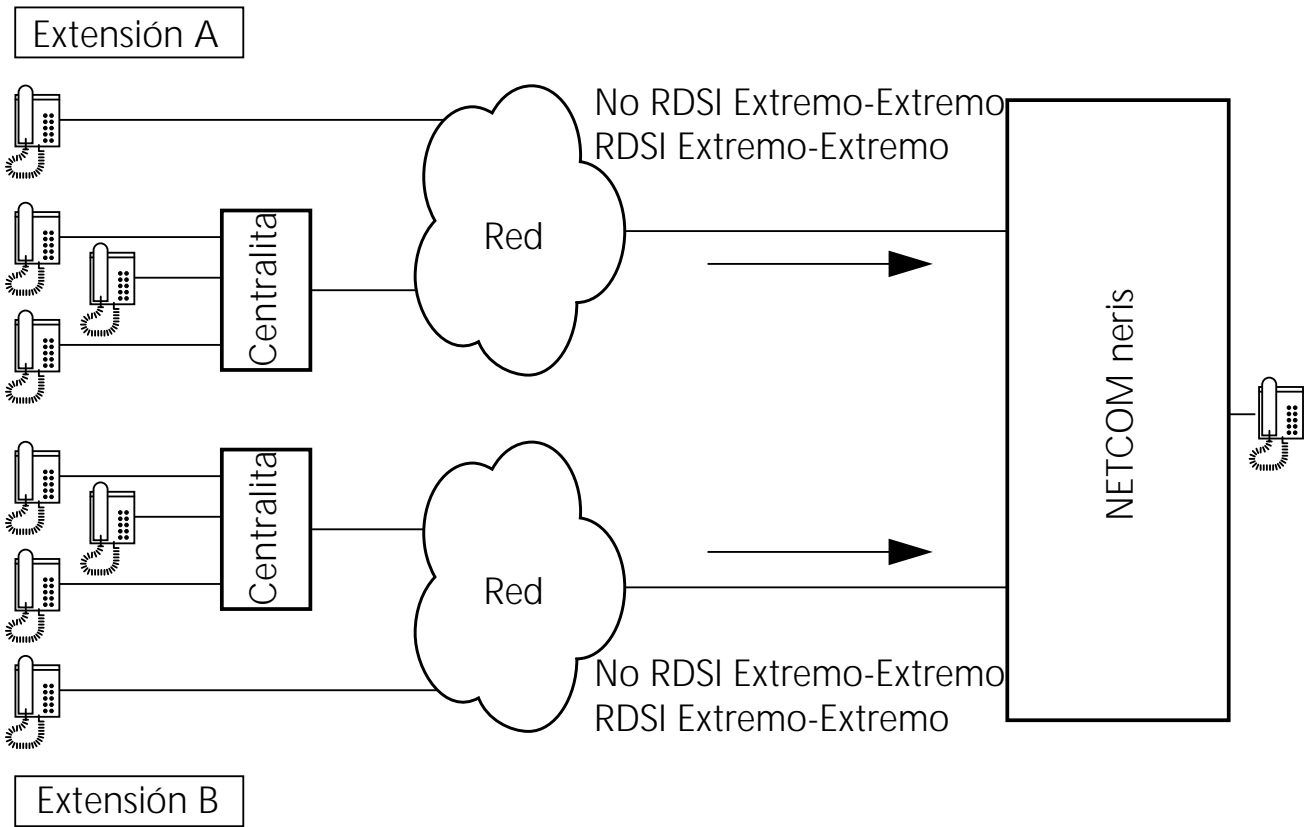 Extensión A
No RDSI Extremo-Extremo
RDSI Extremo-Extremo
Red
Centralita
NETCOM neris
Centralita
Red
No RDSI Extremo-Extremo
RDSI Extremo-Extremo
Extensión B